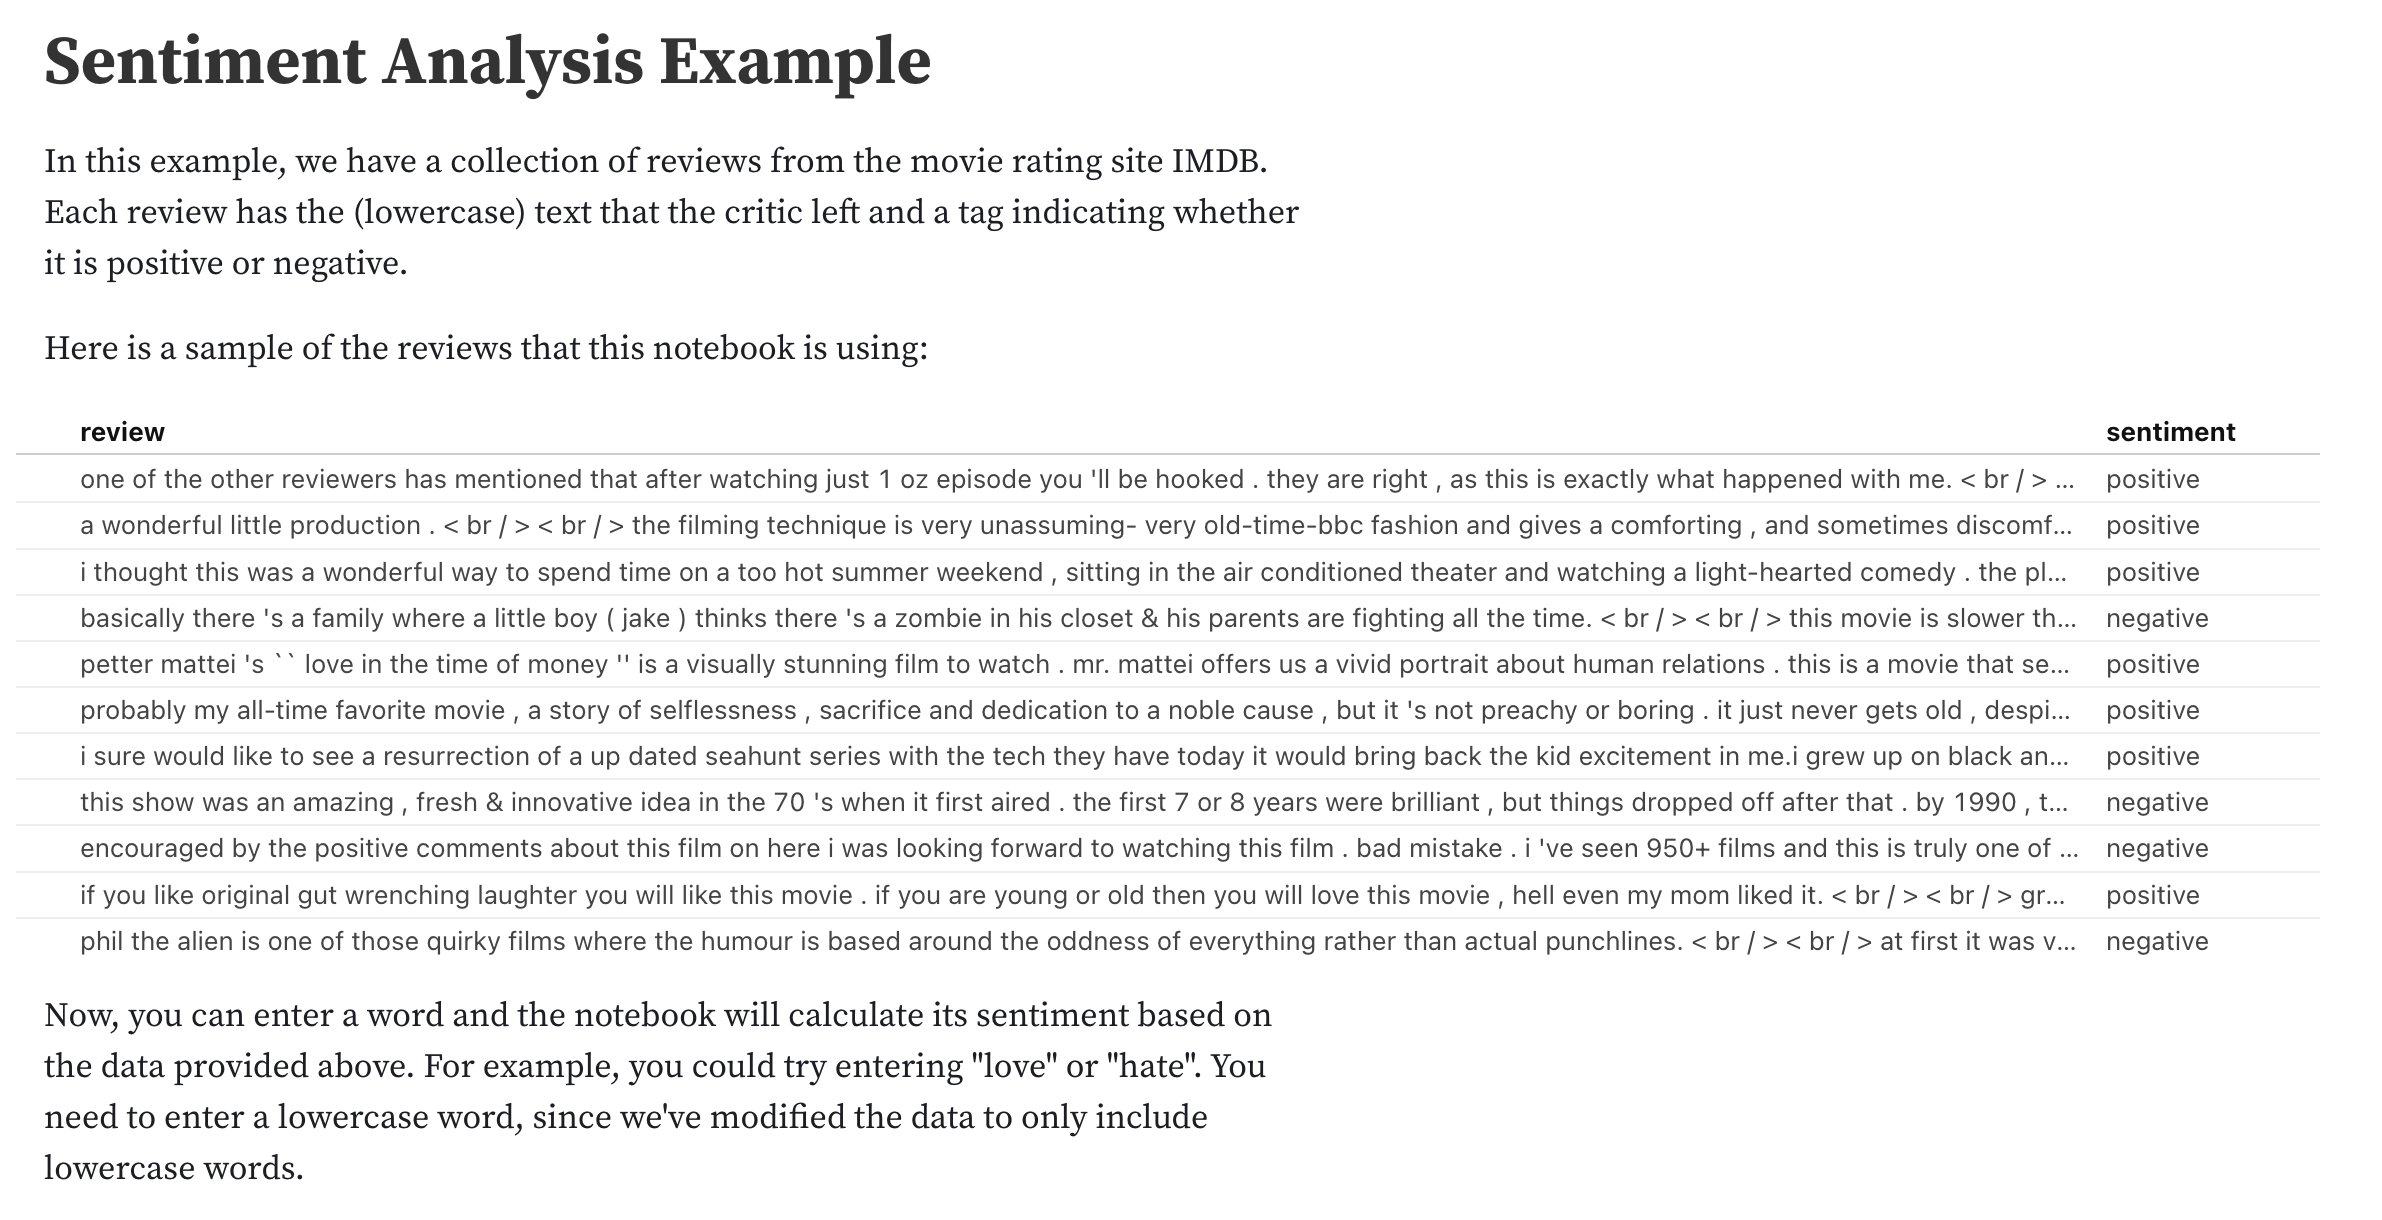 Sentiment Analysis Example
In this example, we have a collection of reviews from the movie rating site IMDB.
Each review has the (lowercase) text that the critic left and a tag indicating whether
it is positive or negative.
Here is a sample of the reviews that this notebook is using:
review sentiment
one of the other reviewers has mentioned that after watching just 1 oz episode you 'll be hooked . they are right , as this is exactly what happened with me. < br / > ... positive
a wonderful little production . < br / > < br / > the filming technique is very unassuming- very old-time-bbc fashion and gives a comforting , and sometimes discomf... positive
i thought this was a wonderful way to spend time on a too hot summer weekend , sitting in the air conditioned theater and watching a light-hearted comedy . the pl... positive
basically there 's a family where a little boy ( jake ) thinks there 's a zombie in his closet & his parents are fighting all the time. < br / > < br / > this movie is slower th... negative
petter mattei 's `` love in the time of money '' is a visually stunning film to watch . mr. mattei offers us a vivid portrait about human relations . this is a movie that se... positive
probably my all-time favorite movie , a story of selflessness , sacrifice and dedication to a noble cause , but it 's not preachy or boring . it just never gets old , despi... positive
i sure would like to see a resurrection of a up dated seahunt series with the tech they have today it would bring back the kid excitement in me.i grew up on black an... positive
this show was an amazing , fresh & innovative idea in the 70 's when it first aired . the first 7 or 8 years were brilliant , but things dropped off after that . by 1990 , t... negative
encouraged by the positive comments about this film on here i was looking forward to watching this film . bad mistake . i 've seen 950+ films and this is truly one of ... negative
if you like original gut wrenching laughter you will like this movie . if you are young or old then you will love this movie , hell even my mom liked it. < br / > < br / > gr... positive
phil the alien is one of those quirky films where the humour is based around the oddness of everything rather than actual punchlines. < br / > < br / > at first it was v... negative
Now, you can enter a word and the notebook will calculate its sentiment based on
the data provided above. For example, you could try entering "love" or "hate". You
need to enter a lowercase word, since we've modified the data to only include
lowercase words.